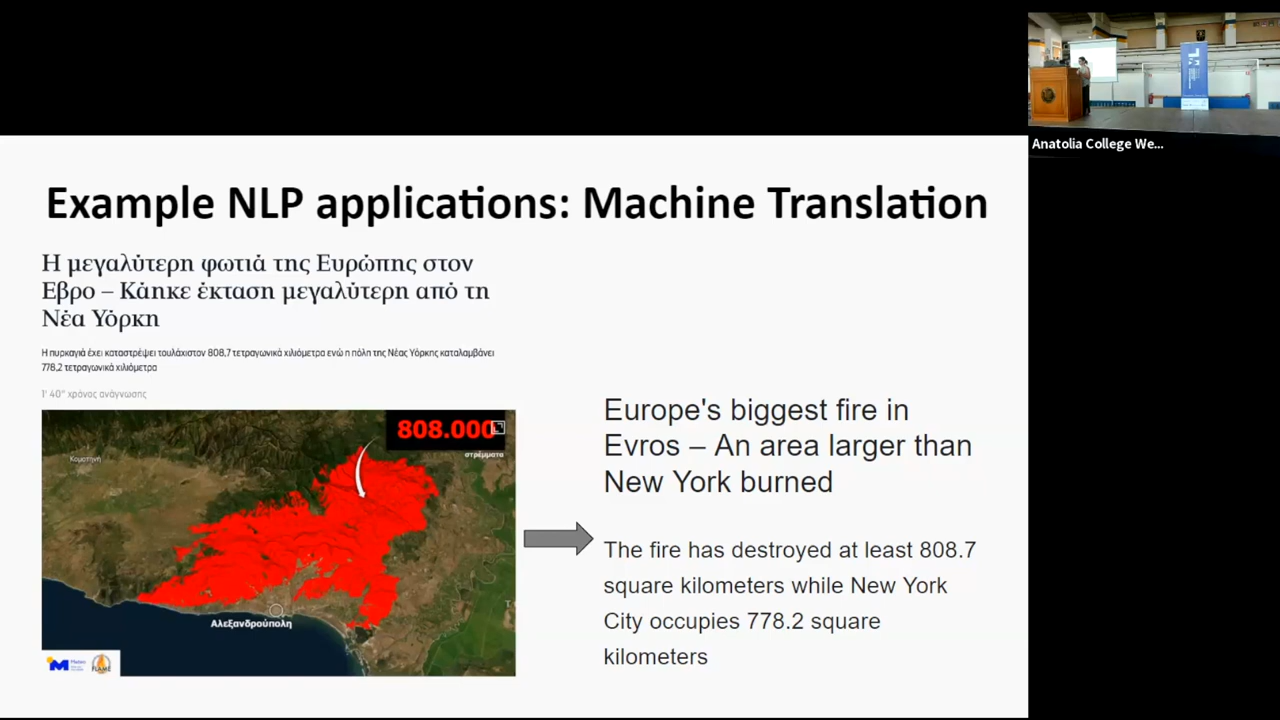 Anatolia College We...
Example NLP applications: Machine Translation
Η μεγαλύτερη φωτιά της Ευρώπης στον
Εβρο – Κάηκε έκταση μεγαλύτερη από τη
Νέα Υόρκη
Η πυρκαγιά έχει καταστρέψει τουλάχιστον 808,7 τετραγωνικά χιλιόμετρα ενώ η πόλη της Νέας Υόρκης καταλαμβάνει
778,2 τετραγωνικά χιλιόμετρα
1' 40" χρόνος ανάγνωσης
808.000
στρέμματα
Κομοτηνή
Αλεξανδρούπολη
Meteo
FLAME
Europe's biggest fire in
Evros – An area larger than
New York burned
The fire has destroyed at least 808.7
square kilometers while New York
City occupies 778.2 square
kilometers